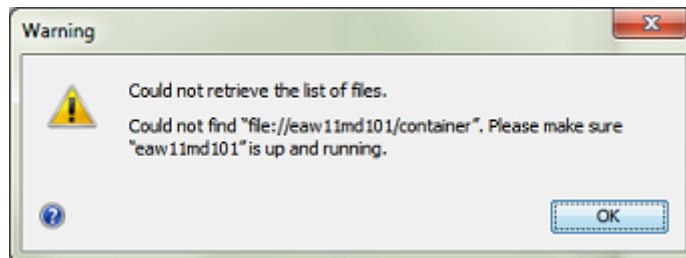 Warning
Could not retrieve the list of files.
Could not find “file://eaw11md101/container”. Please make sure
“eaw11md101” is up and running.
OK